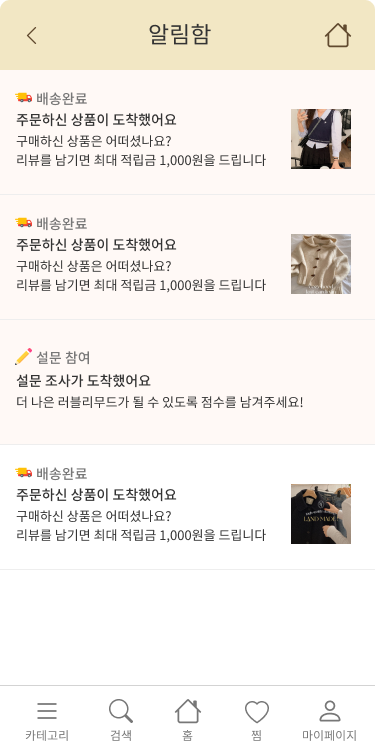 알림함
배송완료
주문하신 상품이 도착했어요
구매하신 상품은 어떠셨나요?
리뷰를 남기면 최대 적립금 1,000원을 드립니다
배송완료
주문하신 상품이 도착했어요
구매하신 상품은 어떠셨나요?
리뷰를 남기면 최대 적립금 1,000원을 드립니다
설문 참여
설문 조사가 도착했어요
더 나은 러블리무드가 될 수 있도록 점수를 남겨주세요!
배송완료
주문하신 상품이 도착했어요
구매하신 상품은 어떠셨나요?
리뷰를 남기면 최대 적립금 1,000원을 드립니다
LAND MADE
카테고리 검색 홈 찜 마이페이지